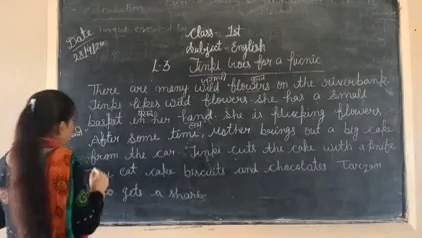 Date
28/9/20
Class - 1st
Subject - English
L-3 Tinki Goes for a picnic
जंगली फूल
There are many wild flowers on the riverbank.
Tinki likes wild flowers. She has a small
basket in her hand. She is plucking flowers.
After some time, Mother brings out a big cake
from the car. Tinki cuts the cake with a knife
eat cake biscuits and chocolates Tarzan
gets a share